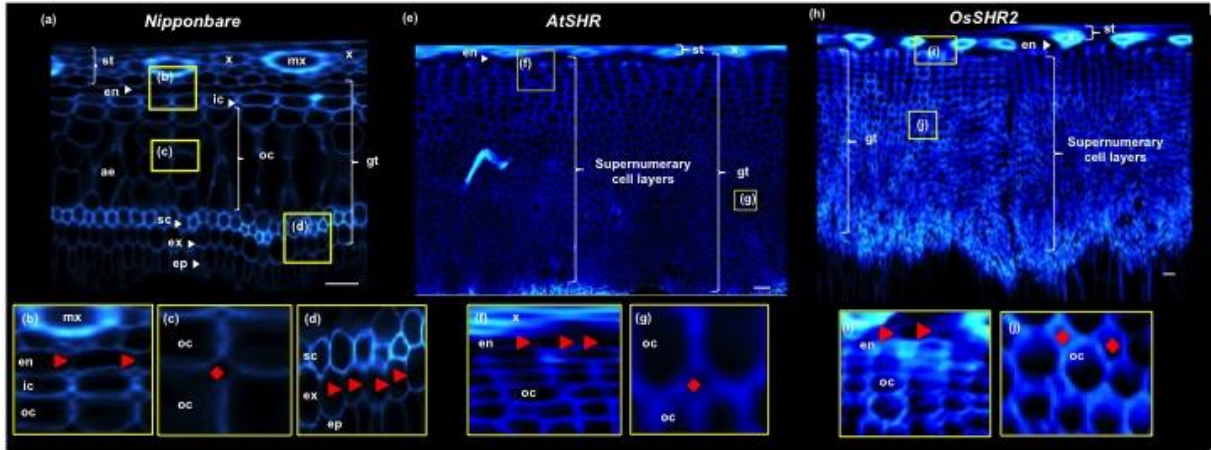 (a)
Nipponbare
st
x
mx
x
(b)
en
ic
(c)
oc
ae
gt
sc
(d)
ex
ep
(e)
AtSHR
en
(f)
st
x
Supernumerary
cell layers
gt
(g)
(h)
OsSHR2
(i)
en
x
st
(j)
gt
Supernumerary
cell layers
(b)
mx
en
ic
oc
(c)
oc
oc
(d)
sc
ex
ep
(f)
x
en
oc
(g)
oc
oc
(i)
en
oc
(j)
oc